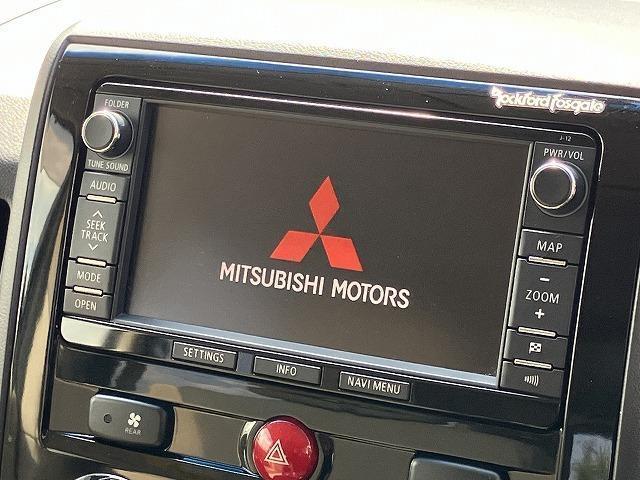 Rockford Fosgate
J-12
FOLDER
TUNE SOUND
AUDIO
SEEK
TRACK
MODE
OPEN
MITSUBISHI MOTORS
PWR/VOL
MAP
−
ZOOM
+
SETTINGS
INFO
NAVI MENU
REAR